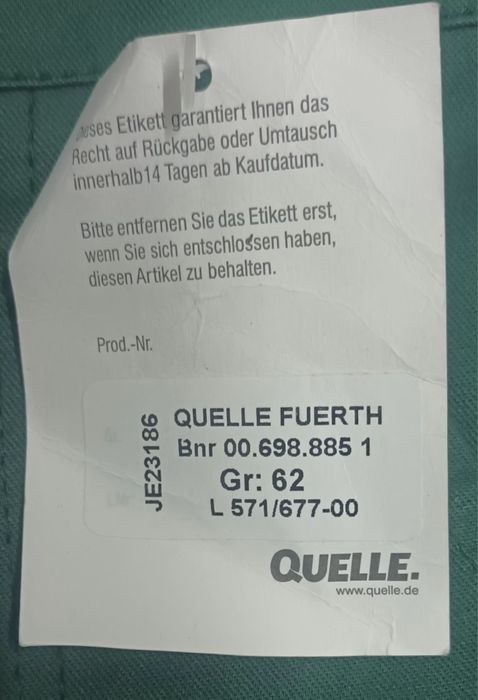 Dieses Etikett garantiert Ihnen das
Recht auf Rückgabe oder Umtausch
innerhalb14 Tagen ab Kaufdatum.
Bitte entfernen Sie das Etikett erst,
wenn Sie sich entschlossen haben,
diesen Artikel zu behalten.
Prod.-Nr.
JE23186
QUELLE FUERTH
Bnr 00.698.885 1
Gr: 62
L 571/677-00
QUELLE.
www.quelle.de